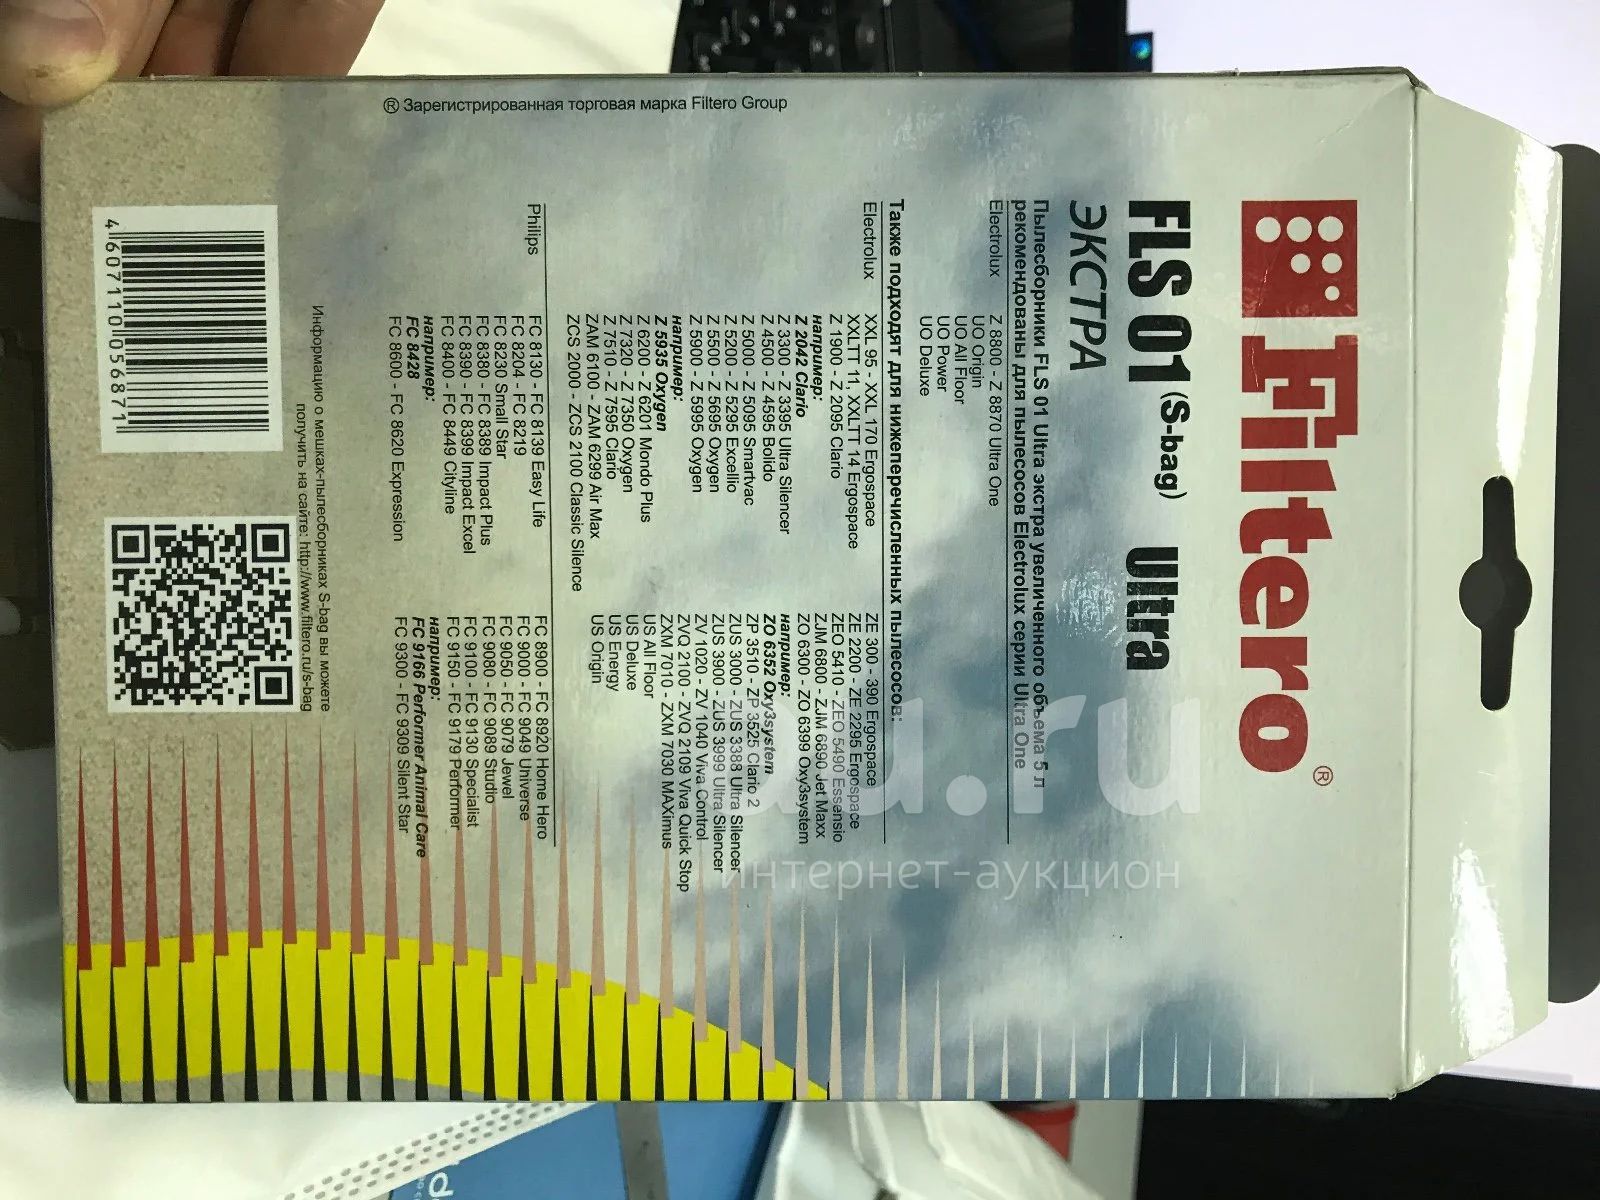 Filtero®
FLS 01 (S-bag) Ultra
ЭКСТРА
Пылесборники FLS 01 Ultra экстра увеличенного объема 5 л
рекомендованы для пылесосов Electrolux серии Ultra One
Electrolux Z 8800 - Z 8870 Ultra One
UO Origin
UO All Floor
UO Power
UO Deluxe
Также подходят для нижеперечисленных пылесосов:
Electrolux
XXL 95 - XXL 170 Ergospace
XXLTT 11, XXLTT 14 Ergospace
Z 1900 - Z 2095 Clario
например:
Z 2042 Clario
Z 3300 - Z 3395 Ultra Silencer
Z 4500 - Z 4595 Bolido
Z 5000 - Z 5095 Smartvac
Z 5200 - Z 5295 Excellio
Z 5500 - Z 5695 Oxygen
Z 5900 - Z 5995 Oxygen
например:
Z 5935 Oxygen
Z 6200 - Z 6201 Mondo Plus
Z 7320 - Z 7350 Oxygen
Z 7510 - Z 7595 Clario
ZAM 6100 - ZAM 6299 Air Max
ZCS 2000 - ZCS 2100 Classic Silence
ZE 300 - 390 Ergospace
ZE 2200 - ZE 2295 Ergospace
ZEO 5410 - ZEO 5490 Essensio
ZJM 6800 - ZJM 6890 Jet Maxx
ZO 6300 - ZO 6399 Oxy3system
например:
ZO 6352 Oxy3system
ZP 3510 - ZP 3525 Clario 2
ZUS 3000 - ZUS 3388 Ultra Silencer
ZUS 3900 - ZUS 3999 Ultra Silencer
ZV 1020 - ZV 1040 Viva Control
ZVQ 2100 - ZVQ 2109 Viva Quick Stop
ZXM 7010 - ZXM 7030 MAXimus
US All Floor
US Deluxe
US Energy
US Origin
Philips
FC 8130 - FC 8139 Easy Life
FC 8204 - FC 8219
FC 8230 Small Star
FC 8380 - FC 8389 Impact Plus
FC 8390 - FC 8399 Impact Excel
FC 8400 - FC 8449 Cityline
например:
FC 8428
FC 8600 - FC 8620 Expression
FC 8900 - FC 8920 Home Hero
FC 9000 - FC 9049 Universe
FC 9050 - FC 9079 Jewel
FC 9080 - FC 9089 Studio
FC 9100 - FC 9130 Specialist
FC 9150 - FC 9179 Performer
например:
FC 9166 Performer Animal Care
FC 9300 - FC 9309 Silent Star
Информацию о мешках-пылесборниках S-bag вы можете
получить на сайте: http://www.filtero.ru/s-bag
4 607110 005687 1
® Зарегистрированная торговая марка Filtero Group
au.ru
интернет-аукцион